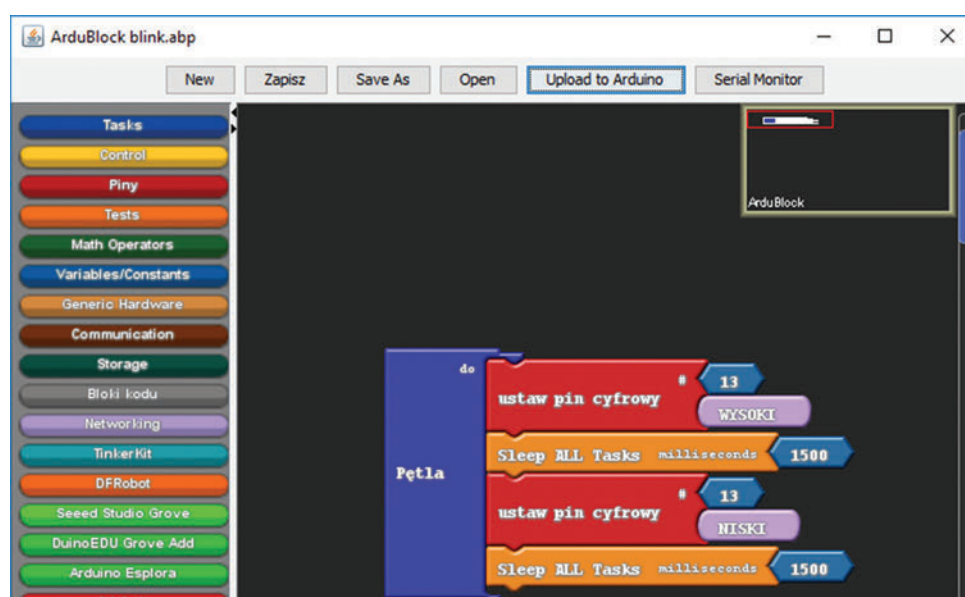 ArduBlock blink.abp
New Zapisz Save As Open Upload to Arduino Serial Monitor
Tasks
Control
Piny
Tests
Math Operators
Variables/Constants
Generic Hardware
Communication
Storage
Bloki kodu
Networking
TinkerKit
DFRobot
Seeed Studio Grove
DuinoEDU Grove Add
Arduino Esplora
ArduBlock
Pętla
do
ustaw pin cyfrowy # 13
WYSOKI
Sleep ALL Tasks milliseconds 1500
ustaw pin cyfrowy # 13
NISKI
Sleep ALL Tasks milliseconds 1500